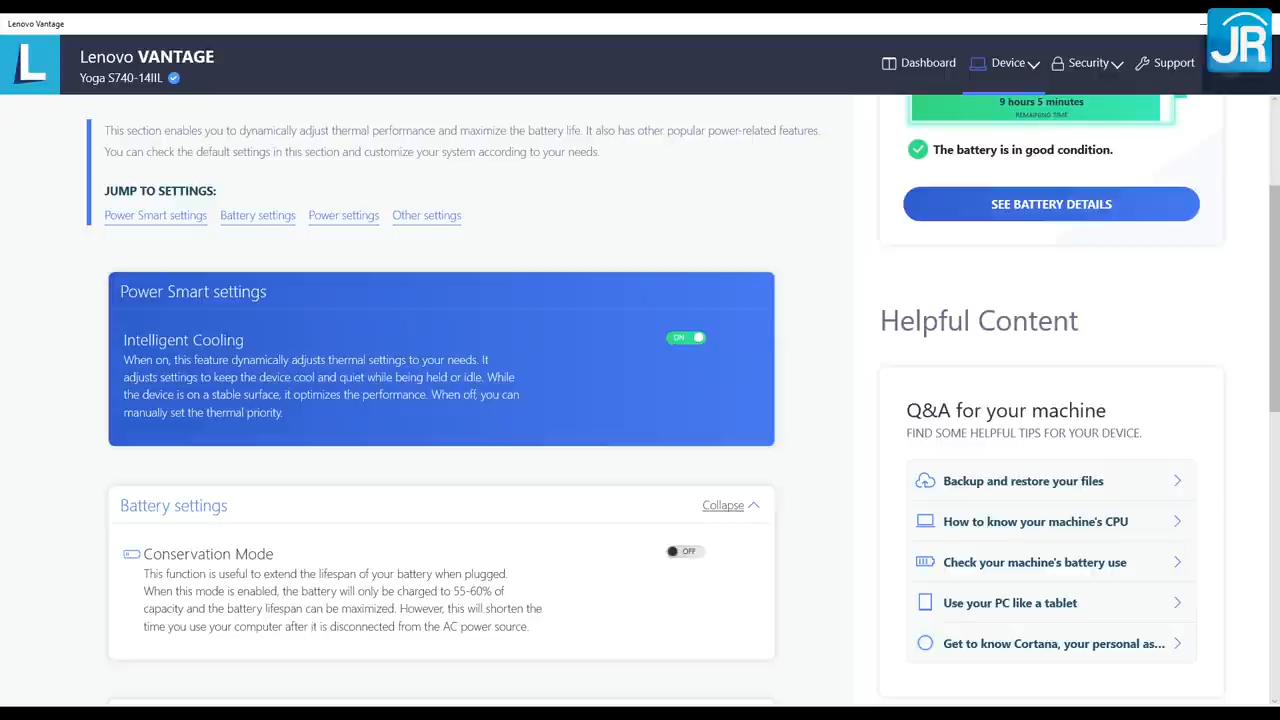 Lenovo Vantage
JR
L
Lenovo VANTAGE
Yoga S740-14IIL
Dashboard
Device
Security
Support
This section enables you to dynamically adjust thermal performance and maximize the battery life. It also has other popular power-related features.
You can check the default settings in this section and customize your system according to your needs.
JUMP TO SETTINGS:
Power Smart settings
Battery settings
Power settings
Other settings
Power Smart settings
Intelligent Cooling
ON
When on, this feature dynamically adjusts thermal settings to your needs. It
adjusts settings to keep the device cool and quiet while being held or idle. While
the device is on a stable surface, it optimizes the performance. When off, you can
manually set the thermal priority.
Battery settings
Collapse
Conservation Mode
OFF
This function is useful to extend the lifespan of your battery when plugged.
When this mode is enabled, the battery will only be charged to 55-60% of
capacity and the battery lifespan can be maximized. However, this will shorten the
time you use your computer after it is disconnected from the AC power source.
9 hours 5 minutes
REMAINING TIME
The battery is in good condition.
SEE BATTERY DETAILS
Helpful Content
Q&A for your machine
FIND SOME HELPFUL TIPS FOR YOUR DEVICE.
Backup and restore your files
How to know your machine's CPU
Check your machine's battery use
Use your PC like a tablet
Get to know Cortana, your personal as...